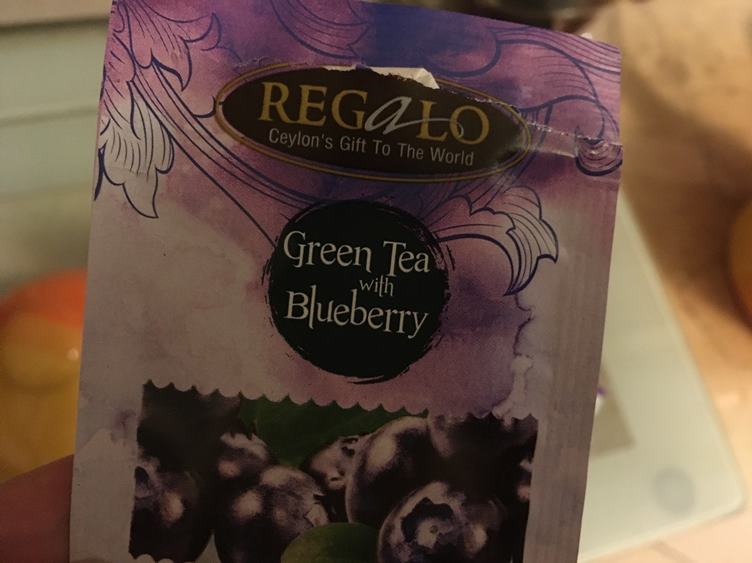 REGaLO
Ceylon's Gift To The World
Green Tea
with
Blueberry